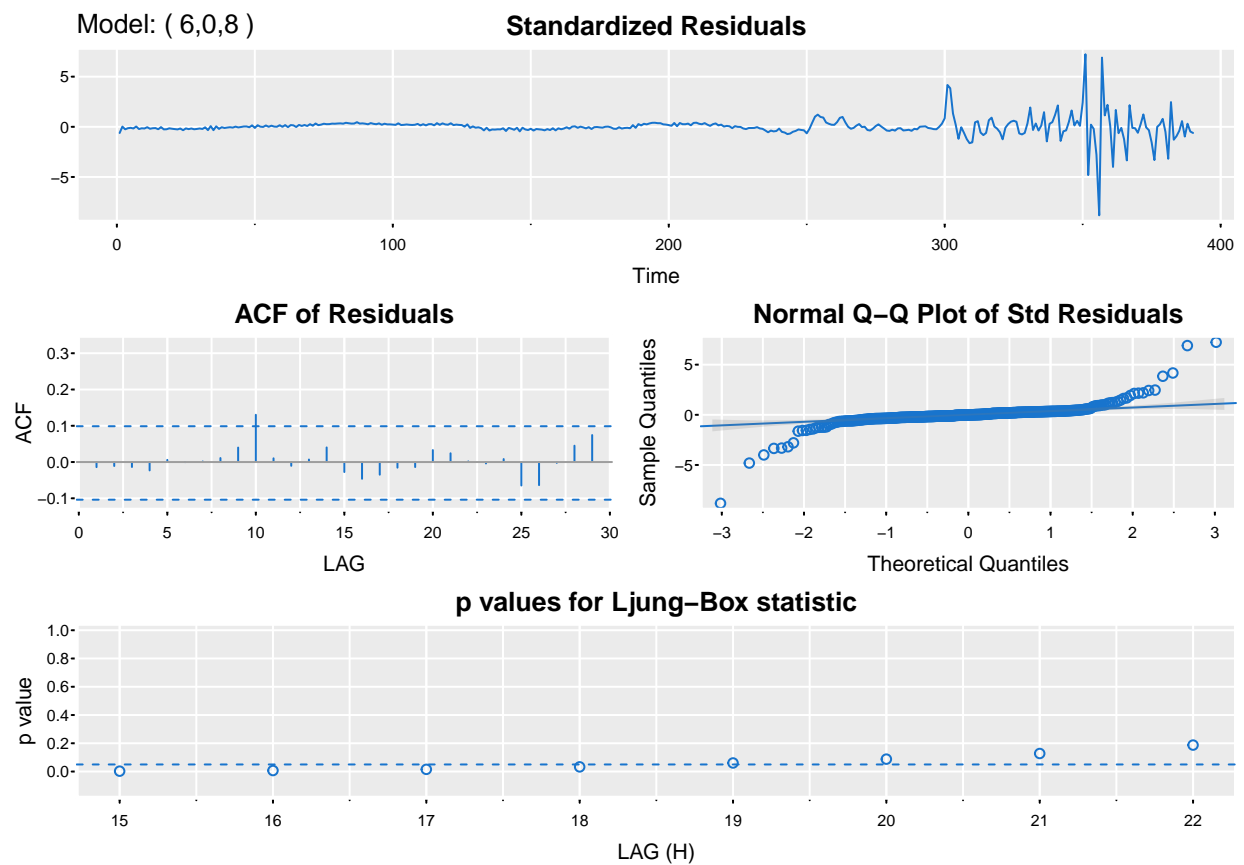 Model: ( 6,0,8 )
Standardized Residuals
5
0
−5
0 100 200 300 400
Time
ACF of Residuals
ACF
0.3
0.2
0.1
0.0
−0.1
0 5 10 15 20 25 30
LAG
Normal Q−Q Plot of Std Residuals
Sample Quantiles
5
0
−5
−3 −2 −1 0 1 2 3
Theoretical Quantiles
p values for Ljung−Box statistic
p value
1.0
0.8
0.6
0.4
0.2
0.0
15 16 17 18 19 20 21 22
LAG (H)